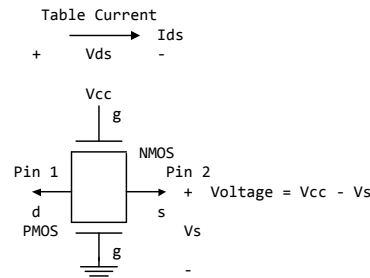 Table Current
Ids
+ Vds -
Vcc
g
NMOS
Pin 1 Pin 2
+ Voltage = Vcc - Vs
d s
PMOS Vs
g
-